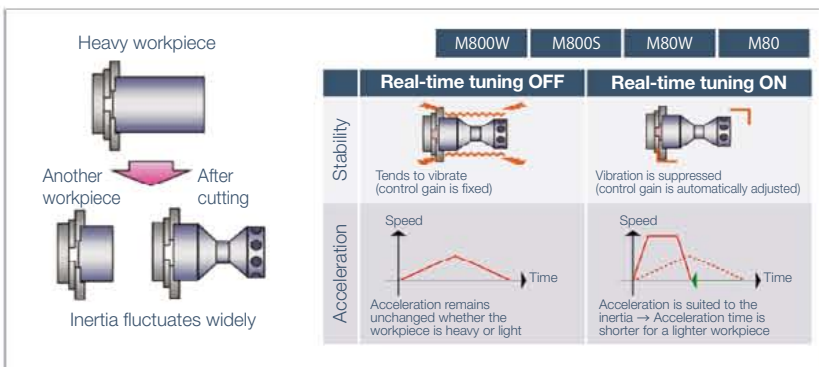 Heavy workpiece
Another
workpiece
After
cutting
Inertia fluctuates widely
M800W M800S M80W M80
Real-time tuning OFF Real-time tuning ON
Stability
Tends to vibrate
(control gain is fixed)
Vibration is suppressed
(control gain is automatically adjusted)
Acceleration
Speed
Time
Acceleration remains
unchanged whether the
workpiece is heavy or light
Speed
Time
Acceleration is suited to the
inertia → Acceleration time is
shorter for a lighter workpiece